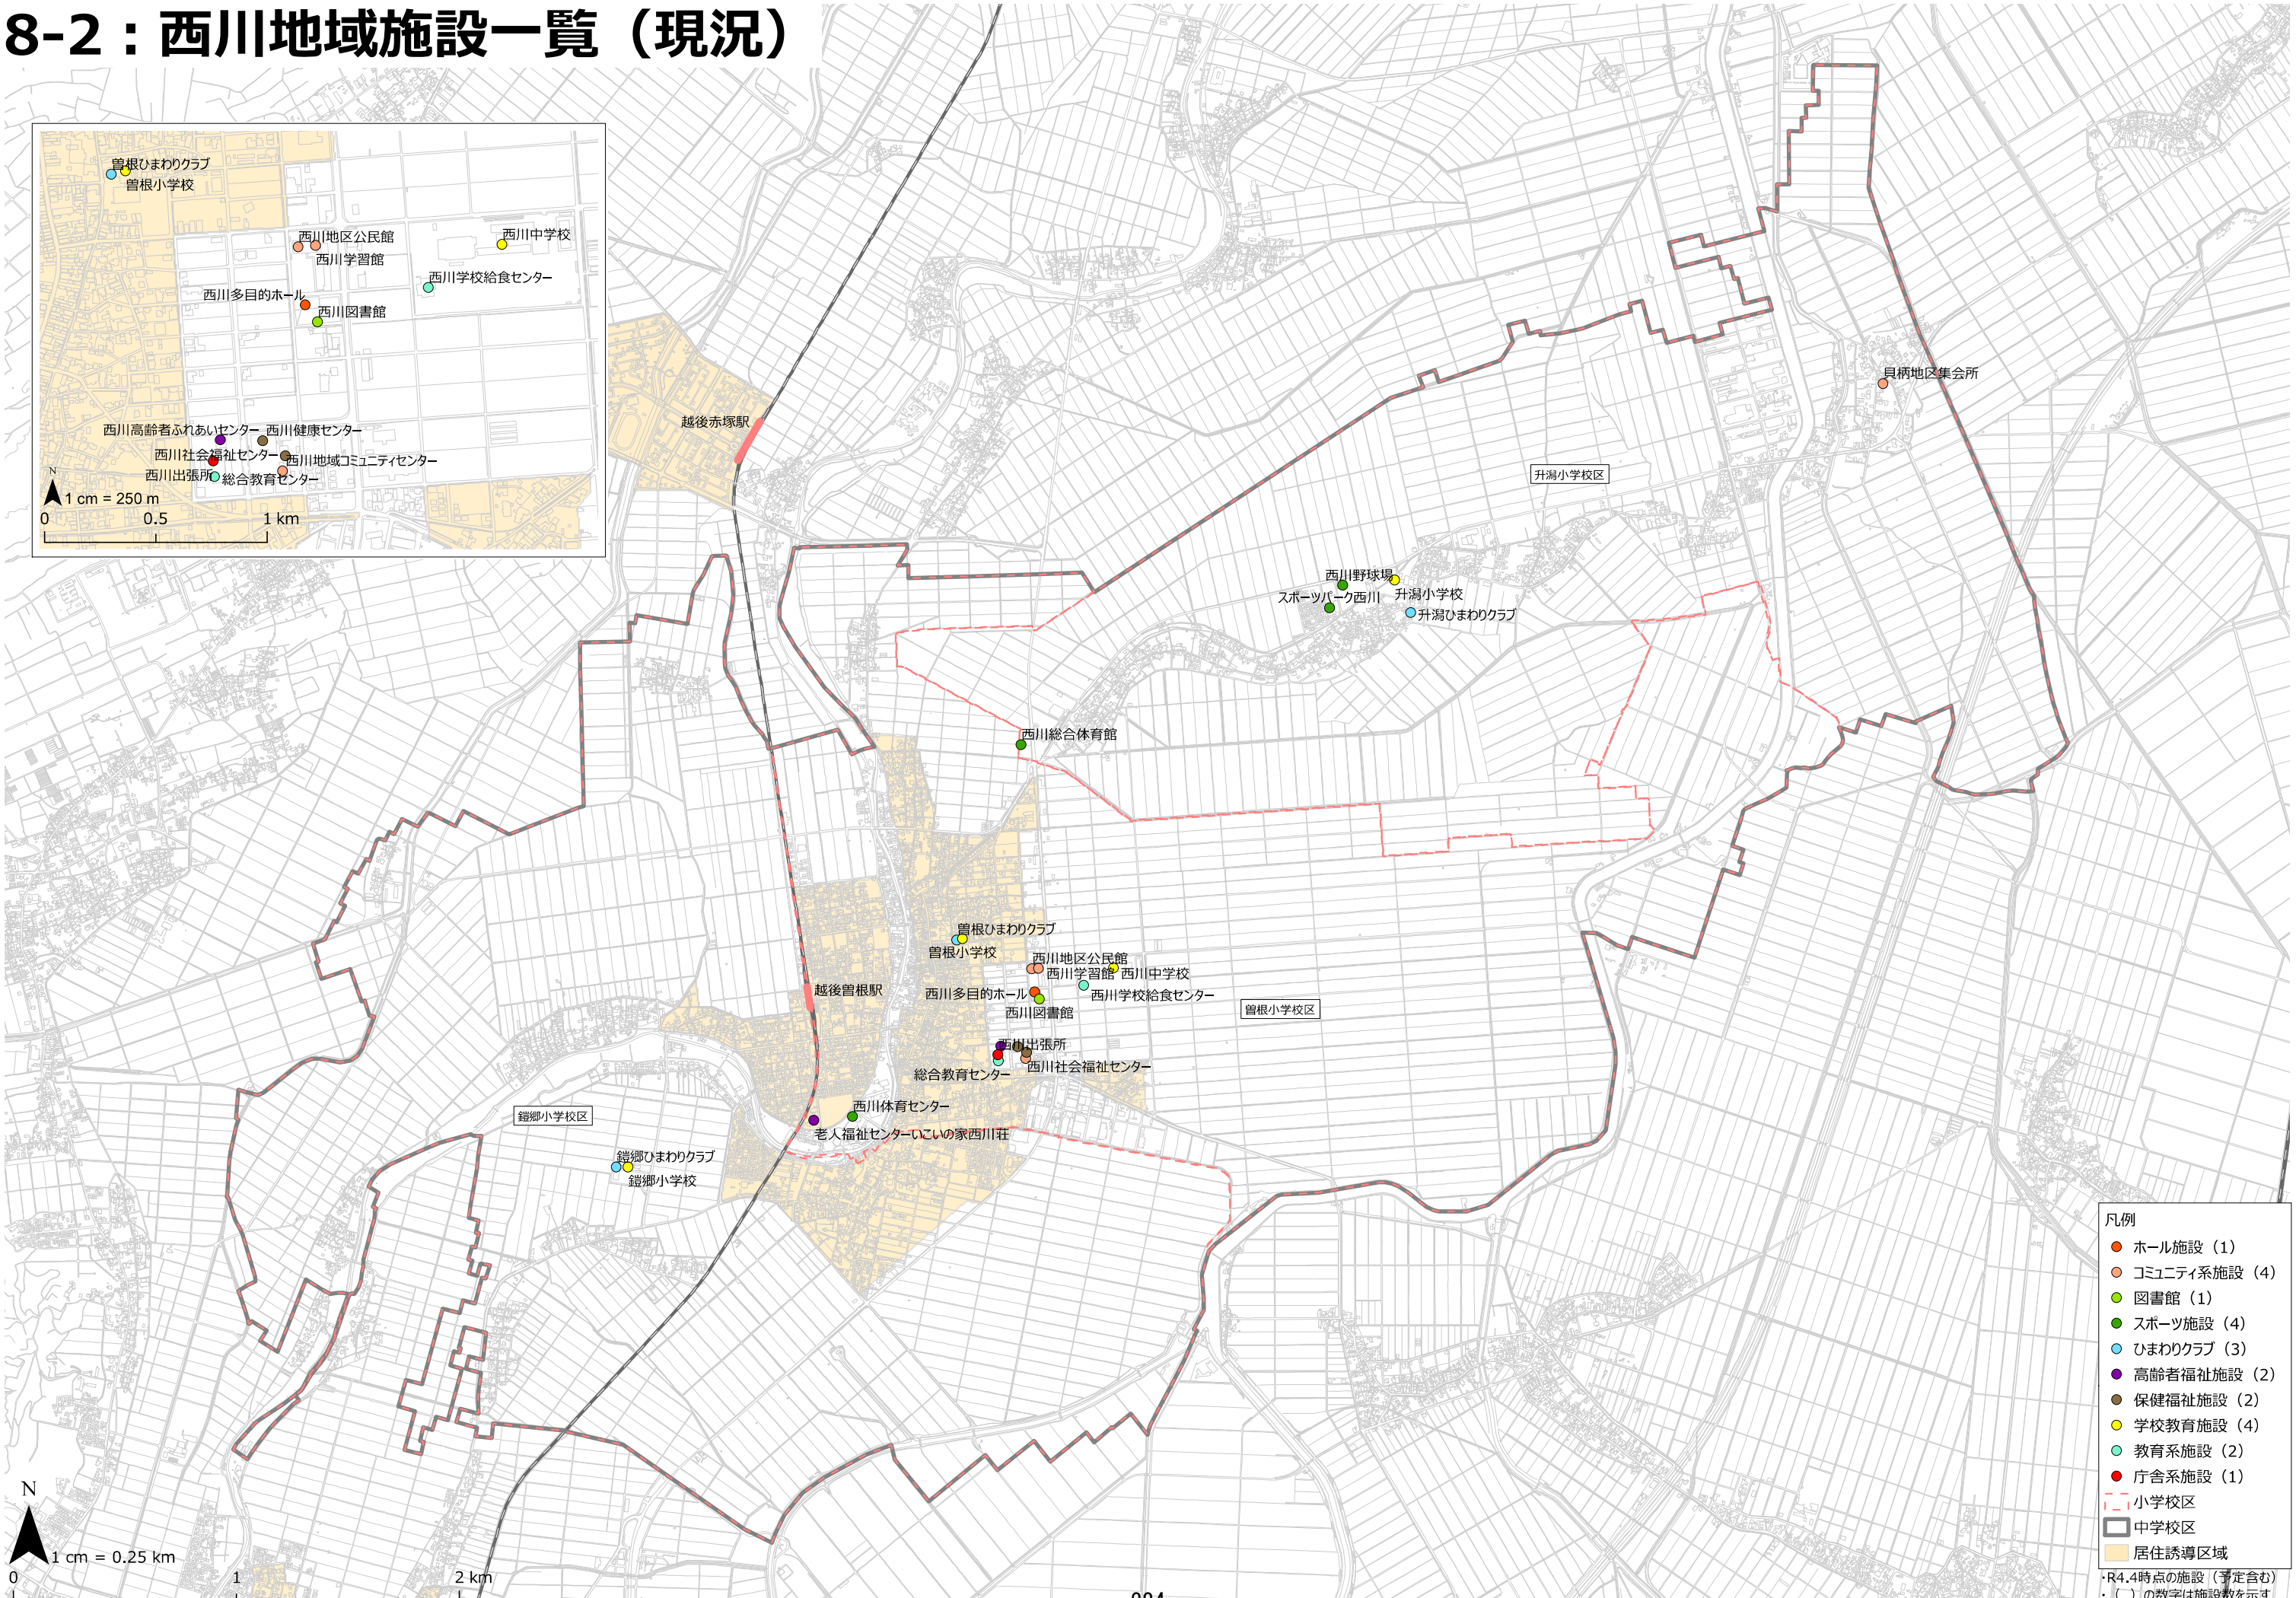 8-2：西川地域施設一覧（現況）
曽根ひまわりクラブ
曽根小学校
西川地区公民館
西川学習館
西川中学校
西川学校給食センター
西川多目的ホール
西川図書館
西川高齢者ふれあいセンター
西川健康センター
西川社会福祉センター
西川地域コミュニティセンター
西川出張所
総合教育センター
N
1 cm = 250 m
0 0.5 1 km
越後赤塚駅
貝柄地区集会所
升潟小学校区
西川野球場
升潟小学校
スポーツパーク西川
升潟ひまわりクラブ
西川総合体育館
曽根ひまわりクラブ
曽根小学校
西川地区公民館
西川学習館
西川中学校
西川多目的ホール
西川学校給食センター
西川図書館
越後曽根駅
曽根小学校区
西川出張所
西川社会福祉センター
総合教育センター
西川体育センター
老人福祉センターいこいの家西川荘
鎧郷小学校区
鎧郷ひまわりクラブ
鎧郷小学校
凡例
ホール施設（1）
コミュニティ系施設（4）
図書館（1）
スポーツ施設（4）
ひまわりクラブ（3）
高齢者福祉施設（2）
保健福祉施設（2）
学校教育施設（4）
教育系施設（2）
庁舎系施設（1）
小学校区
中学校区
居住誘導区域
・R4.4時点の施設（予定含む）
・（ ）の数字は施設数を示す
N
1 cm = 0.25 km
0 1 2 km